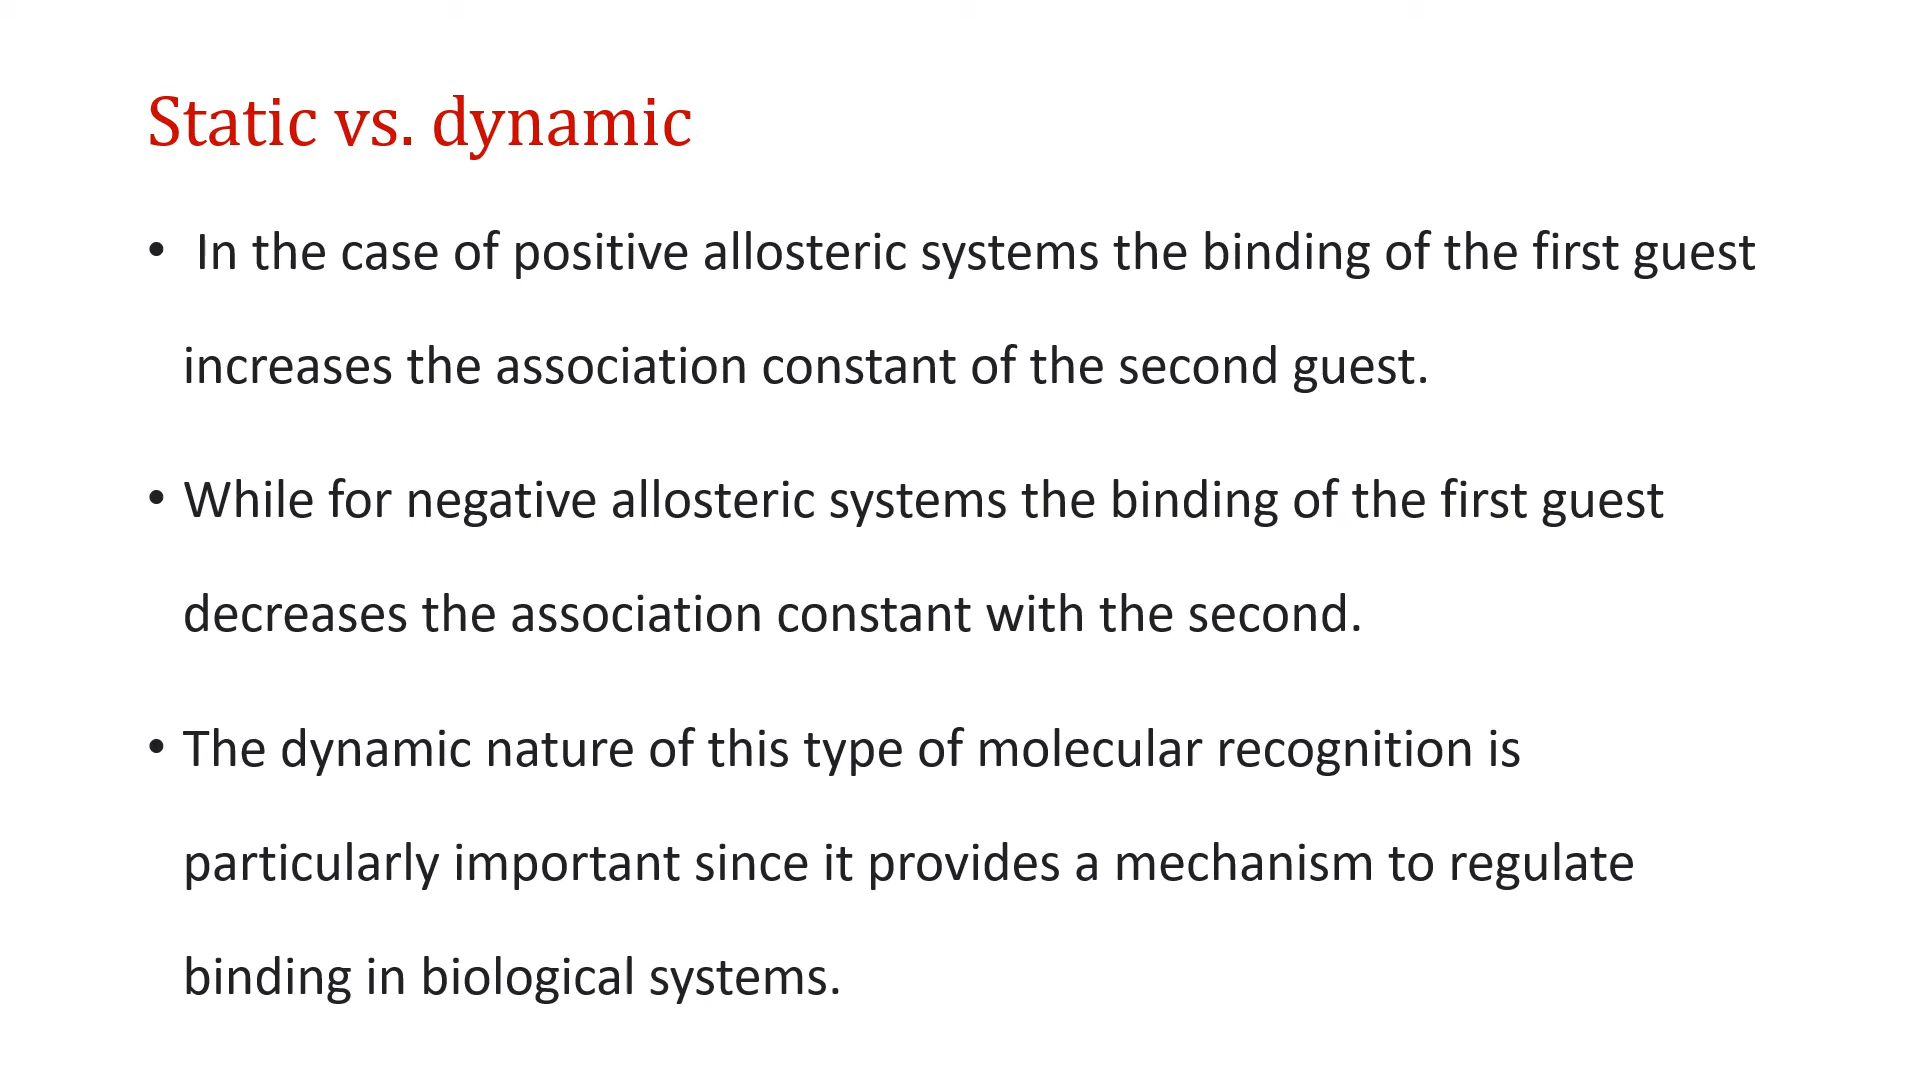 Static vs. dynamic
• In the case of positive allosteric systems the binding of the first guest
increases the association constant of the second guest.
• While for negative allosteric systems the binding of the first guest
decreases the association constant with the second.
• The dynamic nature of this type of molecular recognition is
particularly important since it provides a mechanism to regulate
binding in biological systems.